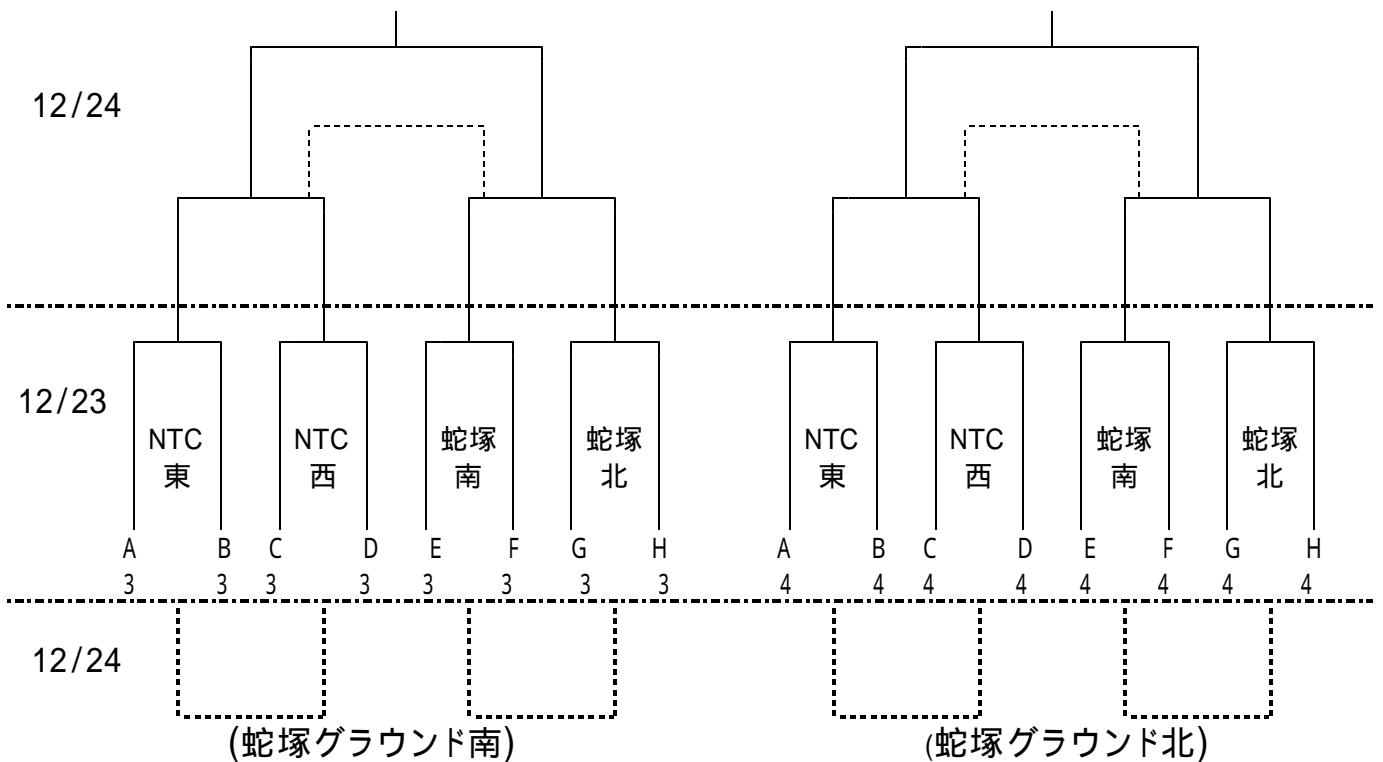 12/24
12/23
NTC NTC 蛇塚 蛇塚 NTC NTC 蛇塚 蛇塚
東 西 南 北 東 西 南 北
A B C D E F G H A B C D E F G H
3 3 3 3 3 3 3 3 4 4 4 4 4 4 4 4
12/24
(蛇塚グラウンド南) (蛇塚グラウンド北)